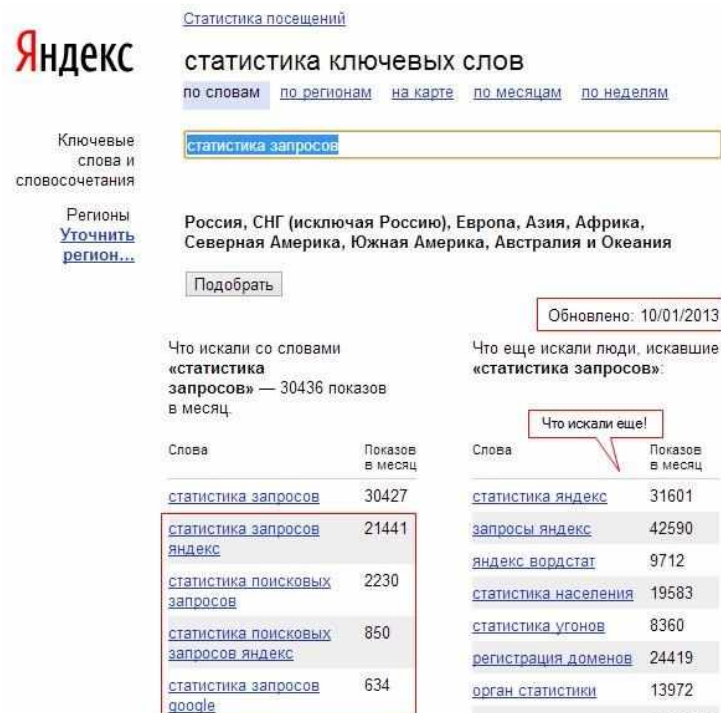 Статистика посещений
Яндекс
статистика ключевых слов
по словам по регионам на карте по месяцам по неделям
Ключевые
слова и
словосочетания
статистика запросов
Регионы
Уточнить
регион...
Россия, СНГ (исключая Россию), Европа, Азия, Африка,
Северная Америка, Южная Америка, Австралия и Океания
Подобрать
Обновлено: 10/01/2013
Что искали со словами
«статистика
запросов» — 30436 показов
в месяц.
Слова Показов
в месяц
статистика запросов 30427
статистика запросов 21441
яндекс
статистика поисковых 2230
запросов
статистика поисковых 850
запросов яндекс
статистика запросов 634
google
Что еще искали люди, искавшие
«статистика запросов»:
Что искали еще!
Слова Показов
в месяц
статистика яндекс 31601
запросы яндекс 42590
яндекс вордстат 9712
статистика населения 19583
статистика угонов 8360
регистрация доменов 24419
орган статистики 13972